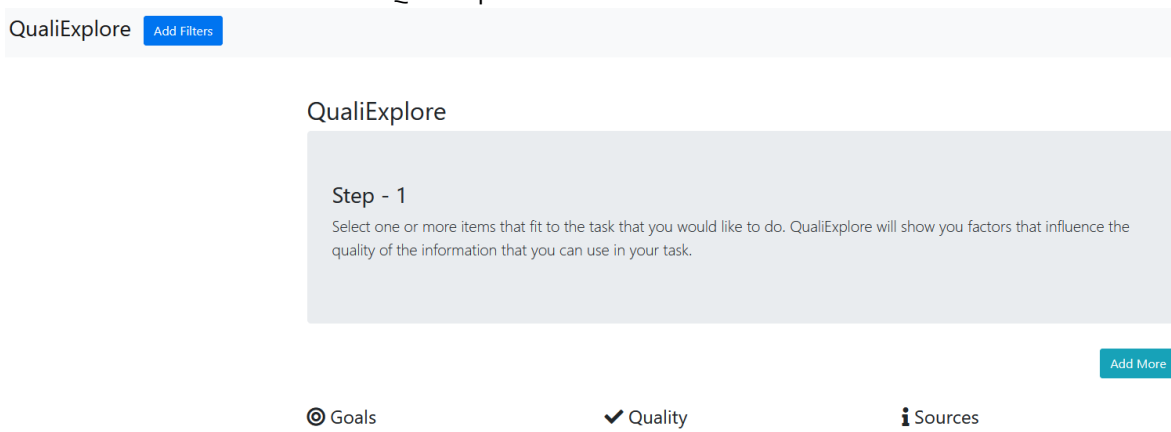 QualiExplore Add Filters
QualiExplore
Step - 1
Select one or more items that fit to the task that you would like to do. QualiExplore will show you factors that influence the
quality of the information that you can use in your task.
Add More
Goals Quality Sources